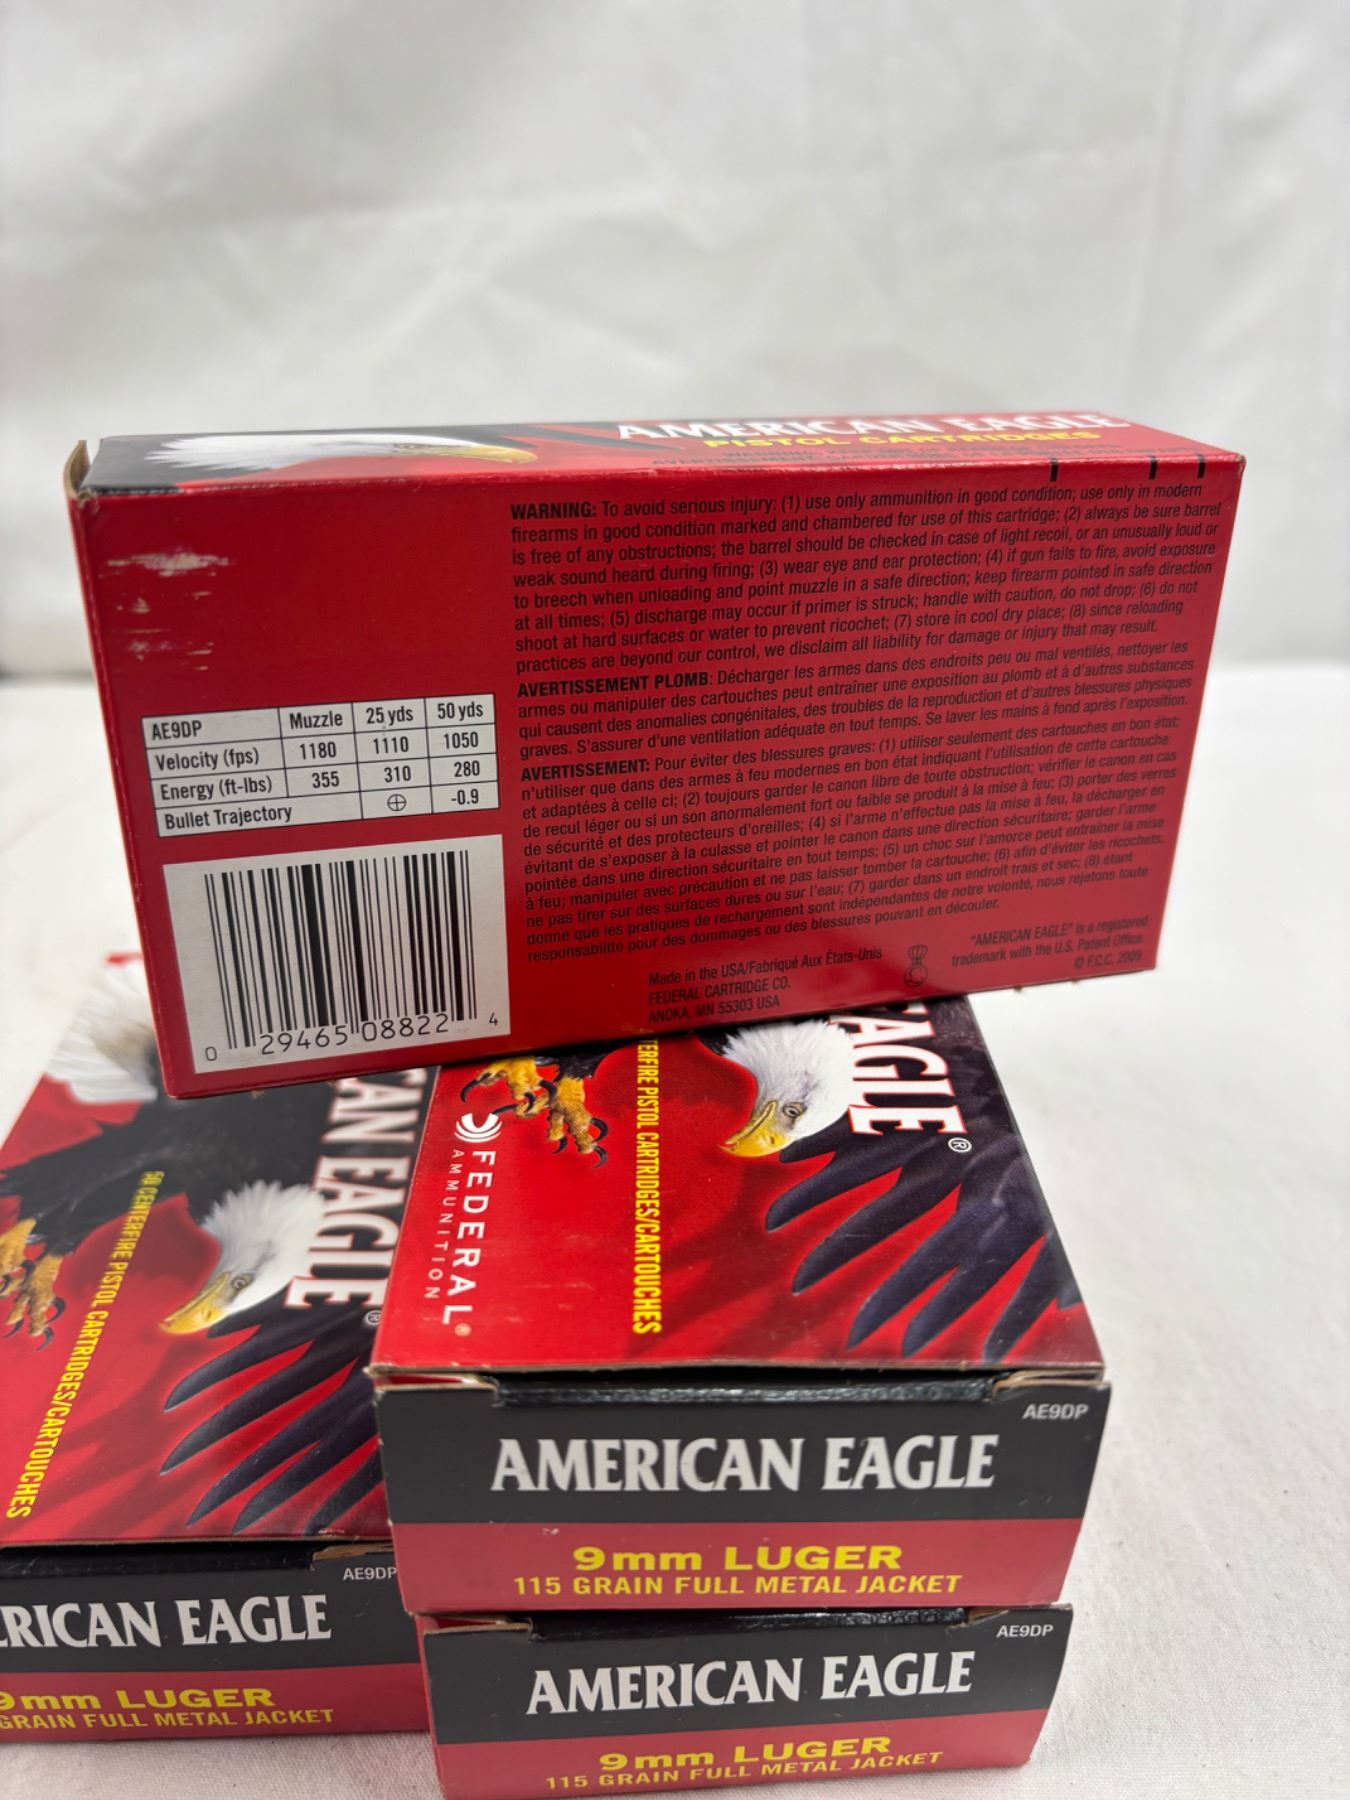 AMERICAN EAGLE
PISTOL CARTRIDGES
WARNING: To avoid serious injury: (1) use only ammunition in good condition; use only in modern
firearms in good condition marked and chambered for use of this cartridge; (2) always be sure barrel
is free of any obstructions; the barrel should be checked in case of light recoil, or an unusually loud or
weak sound heard during firing; (3) wear eye and ear protection; (4) if gun fails to fire, avoid exposure
to breech when unloading and point muzzle in a safe direction; keep firearm pointed in safe direction
at all times; (5) discharge may occur if primer is struck; handle with caution, do not drop; (6) do not
shoot at hard surfaces or water to prevent ricochet; (7) store in cool dry place; (8) since reloading
practices are beyond our control, we disclaim all liability for damage or injury that may result.
AVERTISSEMENT PLOMB: Décharger les armes dans des endroits peu ou mal ventilés, nettoyer les
armes ou manipuler des cartouches peut entraîner une exposition au plomb et à d'autres substances
qui causent des anomalies congénitales, des troubles de la reproduction et d'autres blessures physiques
graves. S'assurer d'une ventilation adéquate en tout temps. Se laver les mains à fond après l'exposition.
AVERTISSEMENT: Pour éviter des blessures graves: (1) utiliser seulement des cartouches en bon état;
n'utiliser que dans des armes à feu modernes en bon état indiquant l'utilisation de cette cartouche
et adaptées à celle ci; (2) toujours garder le canon libre de toute obstruction; vérifier le canon en cas
de recul léger ou si un son anormalement fort ou faible se produit à la mise à feu; (3) porter des verres
de sécurité et des protecteurs d'oreilles; (4) si l'arme n'effectue pas la mise à feu, la décharger en
évitant de s'exposer à la culasse et pointer le canon dans une direction sécuritaire; garder l'arme
pointée dans une direction sécuritaire en tout temps; (5) un choc sur l'amorce peut entraîner la mise
à feu; manipuler avec précaution et ne pas laisser tomber la cartouche; (6) afin d'éviter les ricochets,
ne pas tirer sur des surfaces dures ou sur l'eau; (7) garder dans un endroit frais et sec; (8) étant
donne que les pratiques de rechargement sont indépendantes de notre volonté, nous rejetons toute
responsabilité pour des dommages ou des blessures pouvant en découler.
AE9DP Muzzle 25 yds 50 yds
Velocity (fps) 1180 1110 1050
Energy (ft-lbs) 355 310 280
Bullet Trajectory ⊕ -0.9
0 29465 08822 4
Made in the USA/Fabriqué Aux États-Unis
FEDERAL CARTRIDGE CO.
ANOKA, MN 55303 USA
"AMERICAN EAGLE" is a registered
trademark with the U.S. Patent Office
© F.C.C. 2009
CAN EAGLE®
50 CENTERFIRE PISTOL CARTRIDGES/CARTOUCHES
EAGLE®
TERFIRE PISTOL CARTRIDGES/CARTOUCHES
FEDERAL®
AMMUNITION
AE9DP
AMERICAN EAGLE
9mm LUGER
115 GRAIN FULL METAL JACKET
AE9DP
RICAN EAGLE
9mm LUGER
GRAIN FULL METAL JACKET
AE9DP
AMERICAN EAGLE
9mm LUGER
115 GRAIN FULL METAL JACKET